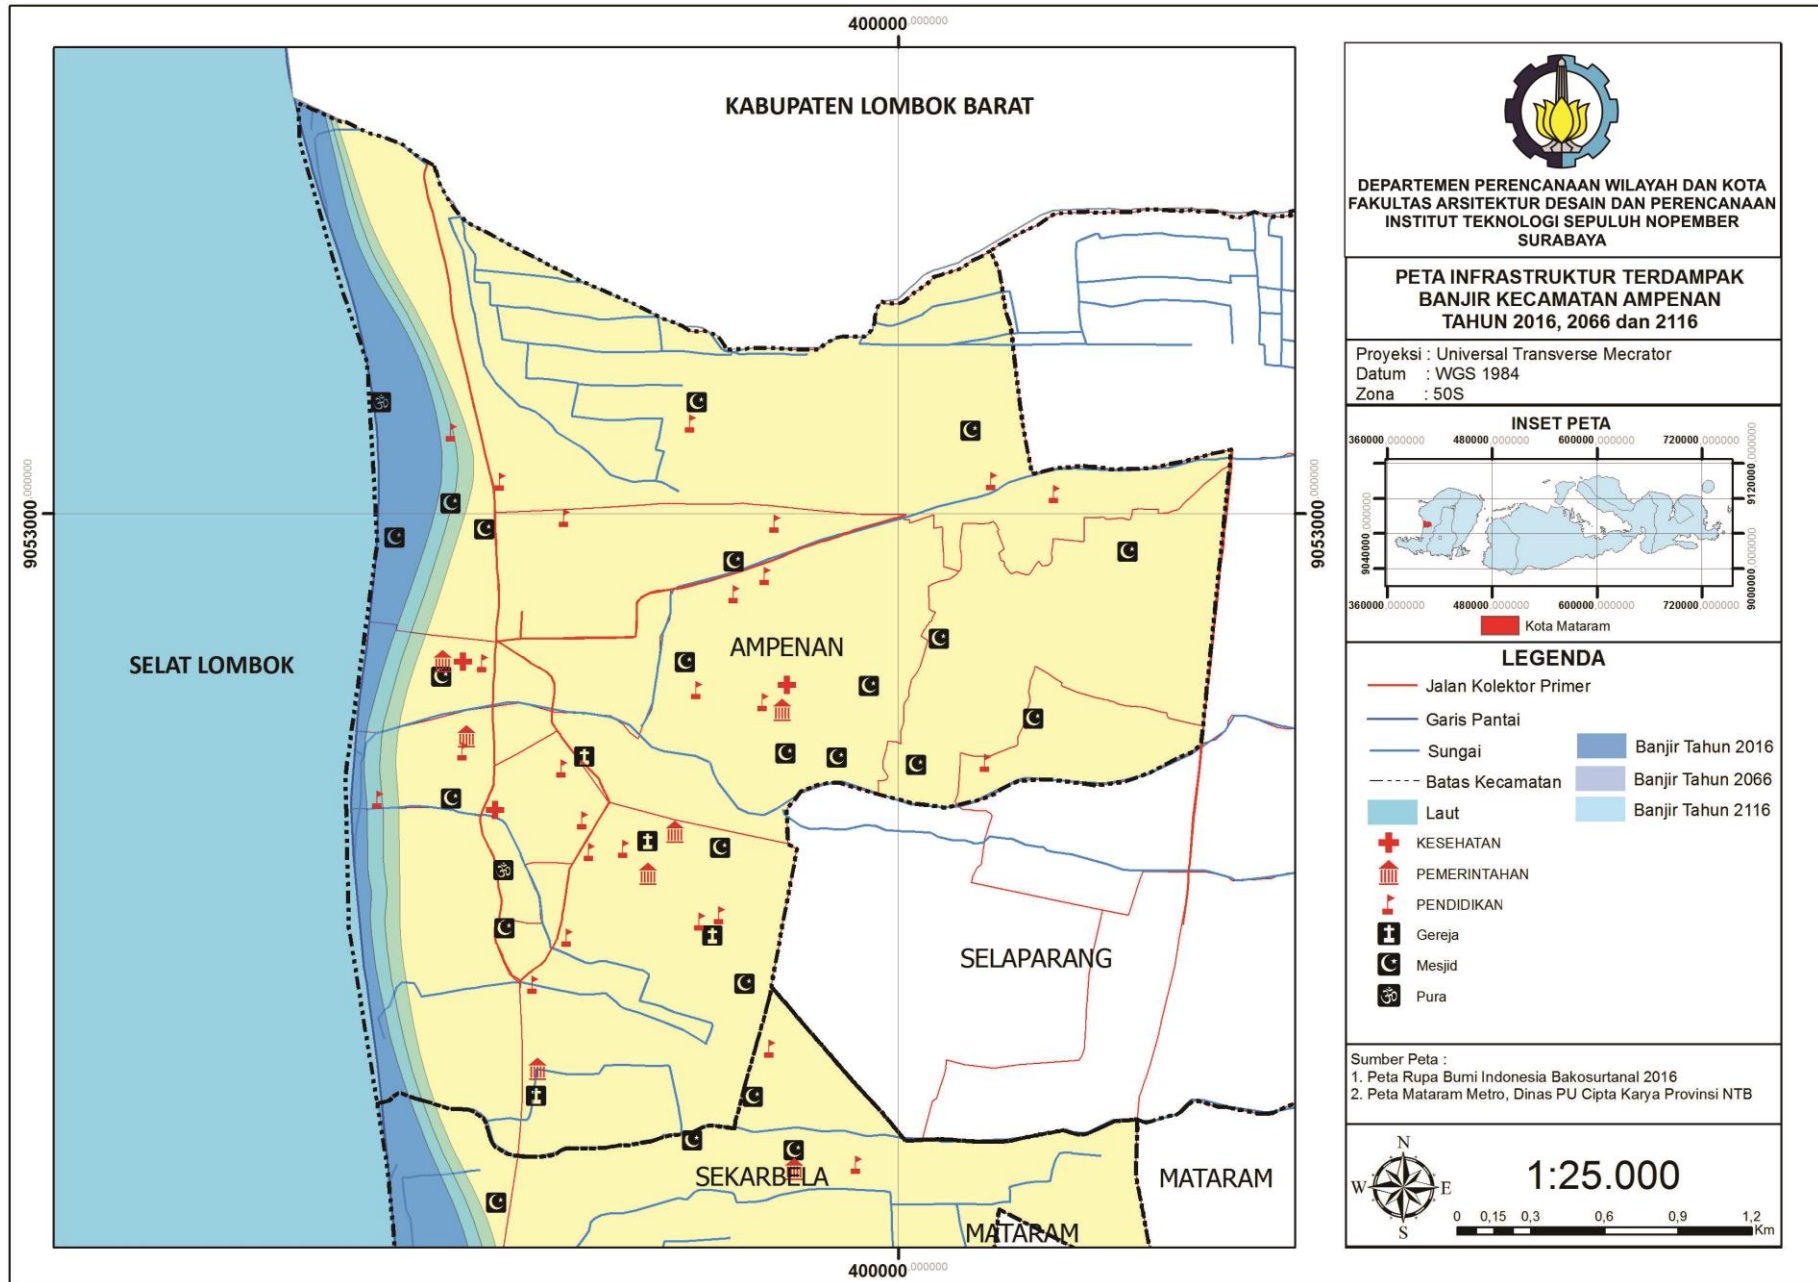 400000,000000
KABUPATEN LOMBOK BARAT
9053000,000000
9053000,000000
SELAT LOMBOK
AMPENAN
SELAPARANG
SEKARBELA
MATARAM
MATARAM
400000,000000
DEPARTEMEN PERENCANAAN WILAYAH DAN KOTA
FAKULTAS ARSITEKTUR DESAIN DAN PERENCANAAN
INSTITUT TEKNOLOGI SEPULUH NOPEMBER
SURABAYA
PETA INFRASTRUKTUR TERDAMPAK
BANJIR KECAMATAN AMPENAN
TAHUN 2016, 2066 dan 2116
Proyeksi : Universal Transverse Mecrator
Datum : WGS 1984
Zona : 50S
INSET PETA
360000,000000 480000,000000 600000,000000 720000,000000
9040000,000000
9120000,000000
9000000,000000
360000,000000 480000,000000 600000,000000 720000,000000
Kota Mataram
LEGENDA
Jalan Kolektor Primer
Garis Pantai
Sungai
Batas Kecamatan
Laut
Banjir Tahun 2016
Banjir Tahun 2066
Banjir Tahun 2116
KESEHATAN
PEMERINTAHAN
PENDIDIKAN
Gereja
Mesjid
Pura
Sumber Peta :
1. Peta Rupa Bumi Indonesia Bakosurtanal 2016
2. Peta Mataram Metro, Dinas PU Cipta Karya Provinsi NTB
N
W E
S
1:25.000
0 0,15 0,3 0,6 0,9 1,2
Km